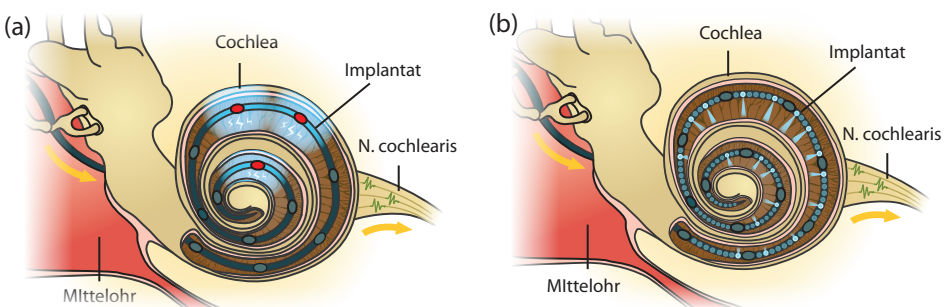 (a)
Cochlea
Implantat
N. cochlearis
MIttelohr
(b)
Cochlea
Implantat
N. cochlearis
MIttelohr